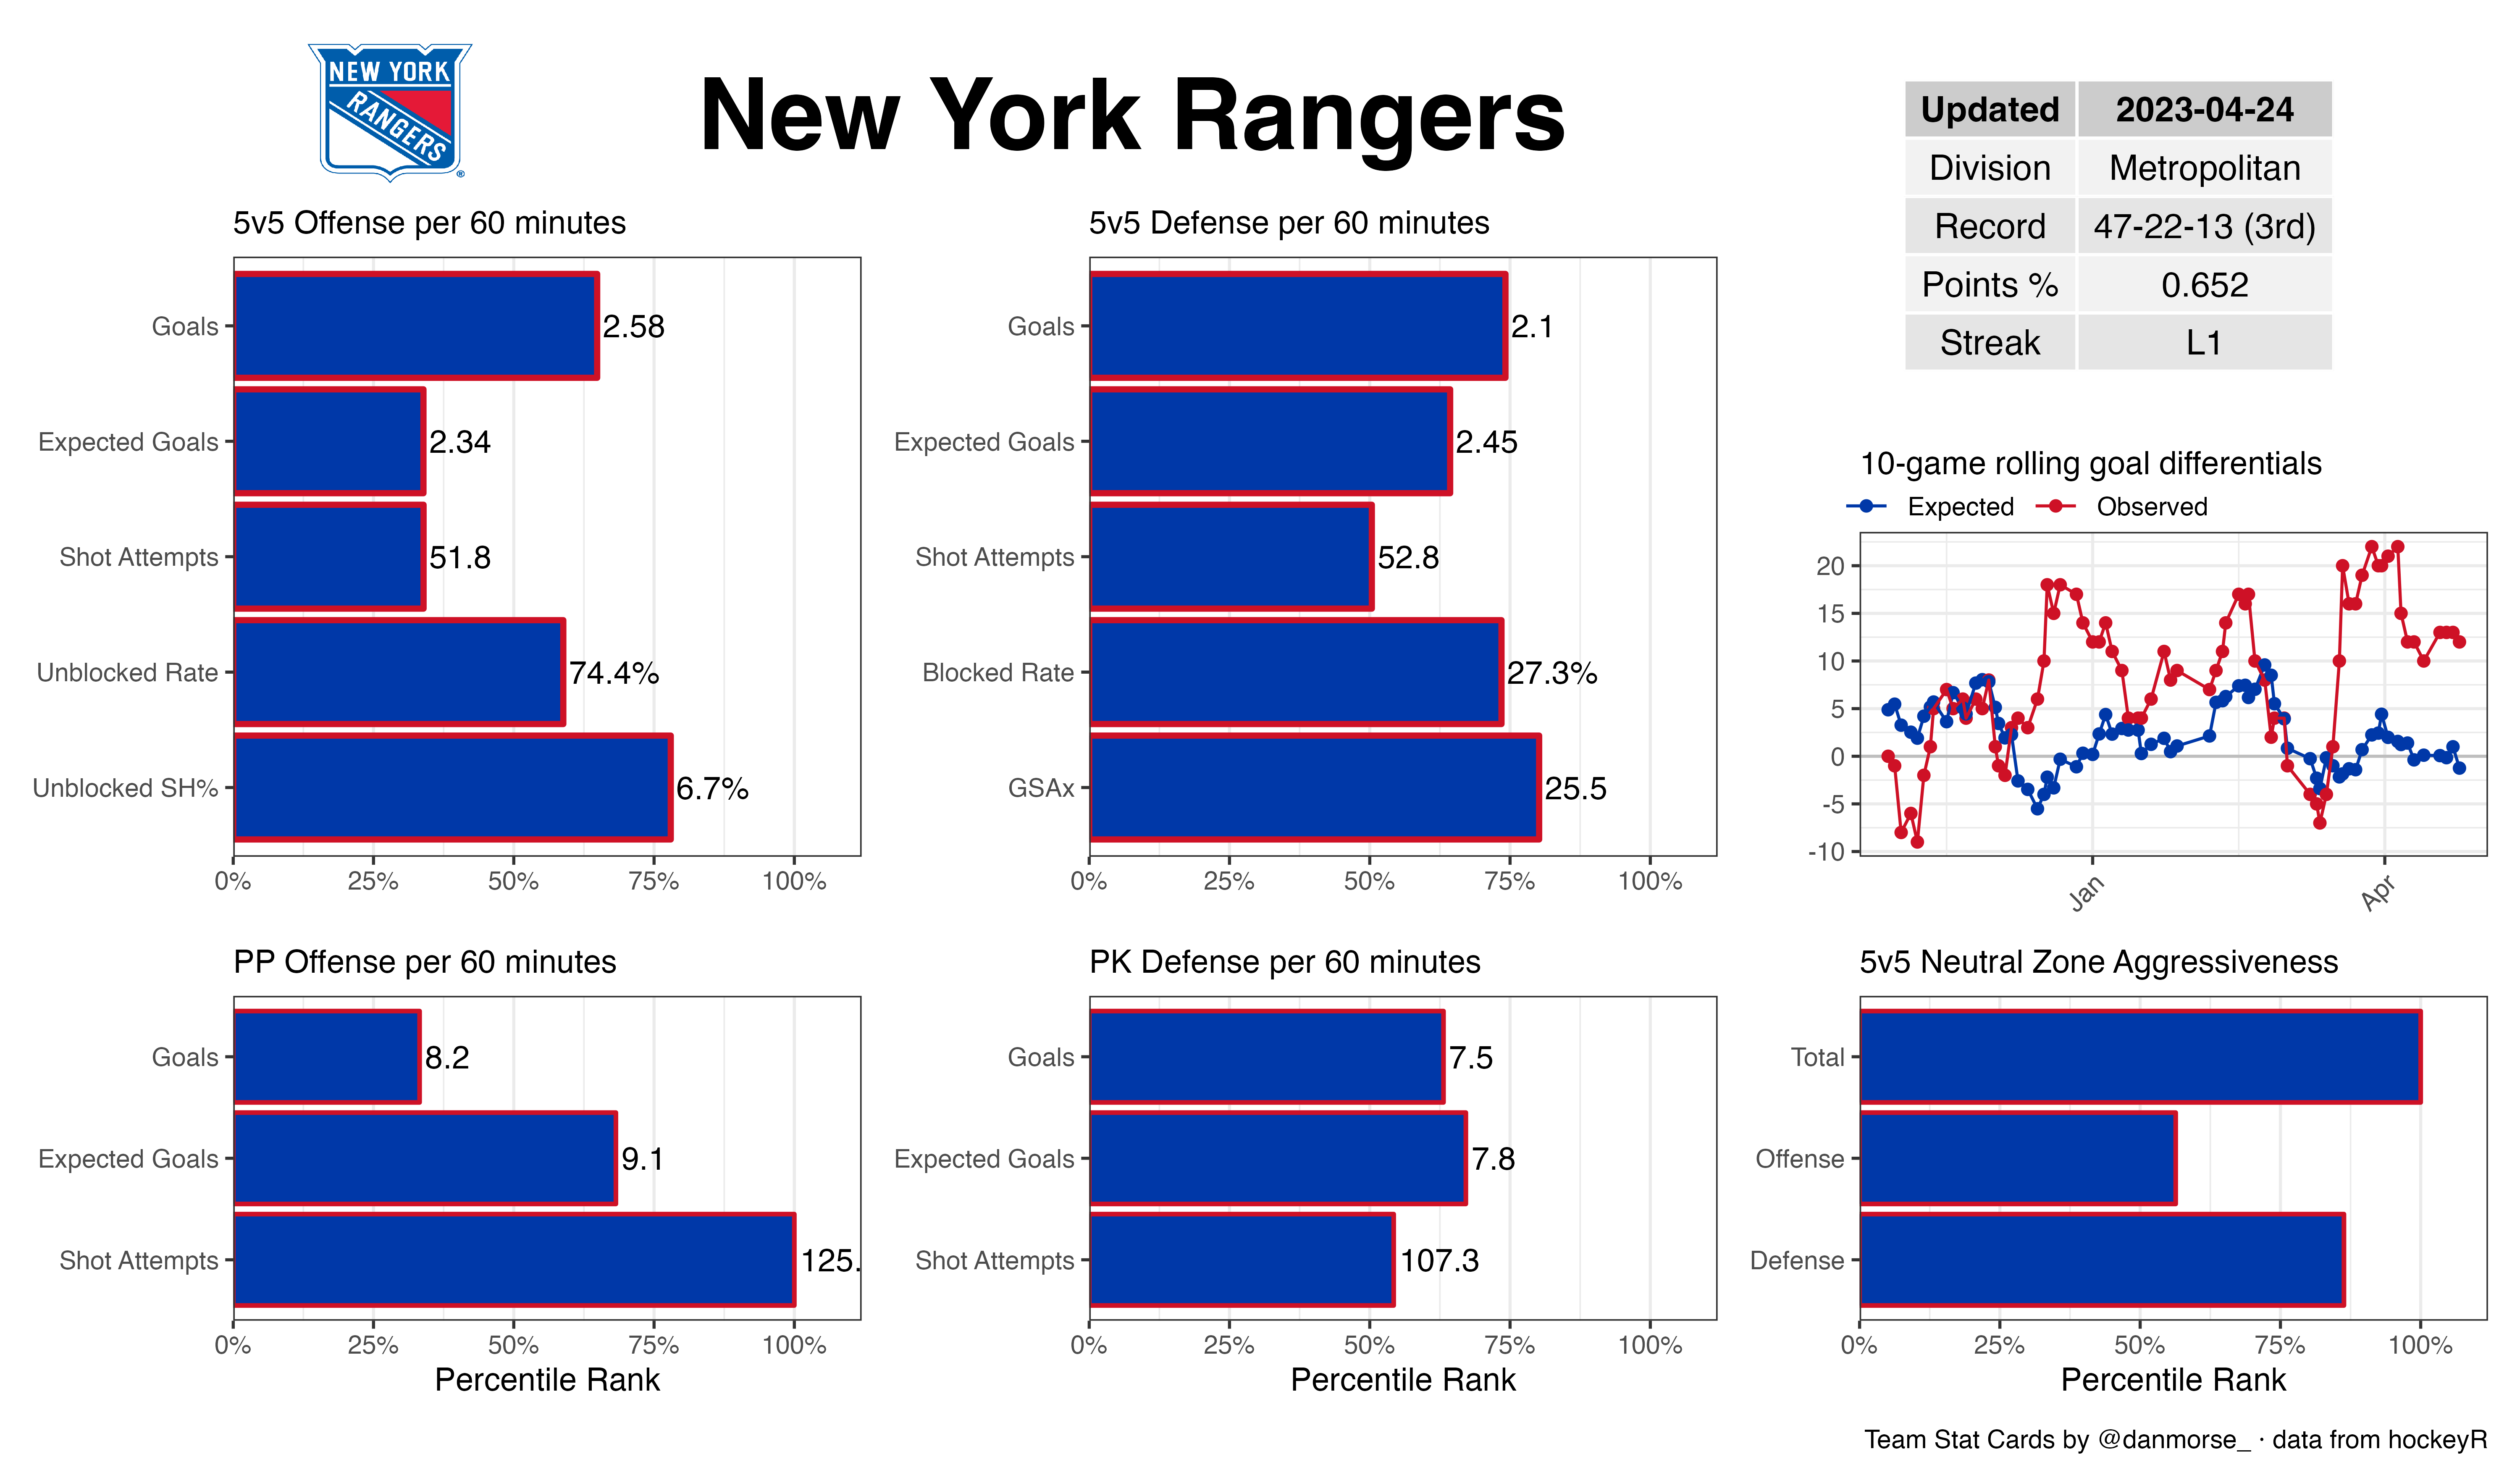 NEW YORK
RANGERS
New York Rangers
Updated 2023-04-24
Division Metropolitan
Record 47-22-13 (3rd)
Points % 0.652
Streak L1
5v5 Offense per 60 minutes
Goals 2.58
Expected Goals 2.34
Shot Attempts 51.8
Unblocked Rate 74.4%
Unblocked SH% 6.7%
0% 25% 50% 75% 100%
5v5 Defense per 60 minutes
Goals 2.1
Expected Goals 2.45
Shot Attempts 52.8
Blocked Rate 27.3%
GSAx 25.5
0% 25% 50% 75% 100%
10-game rolling goal differentials
Expected Observed
20
15
10
5
0
-5
-10
Jan Apr
PP Offense per 60 minutes
Goals 8.2
Expected Goals 9.1
Shot Attempts 125.
0% 25% 50% 75% 100%
Percentile Rank
PK Defense per 60 minutes
Goals 7.5
Expected Goals 7.8
Shot Attempts 107.3
0% 25% 50% 75% 100%
Percentile Rank
5v5 Neutral Zone Aggressiveness
Total
Offense
Defense
0% 25% 50% 75% 100%
Percentile Rank
Team Stat Cards by @danmorse_ · data from hockeyR